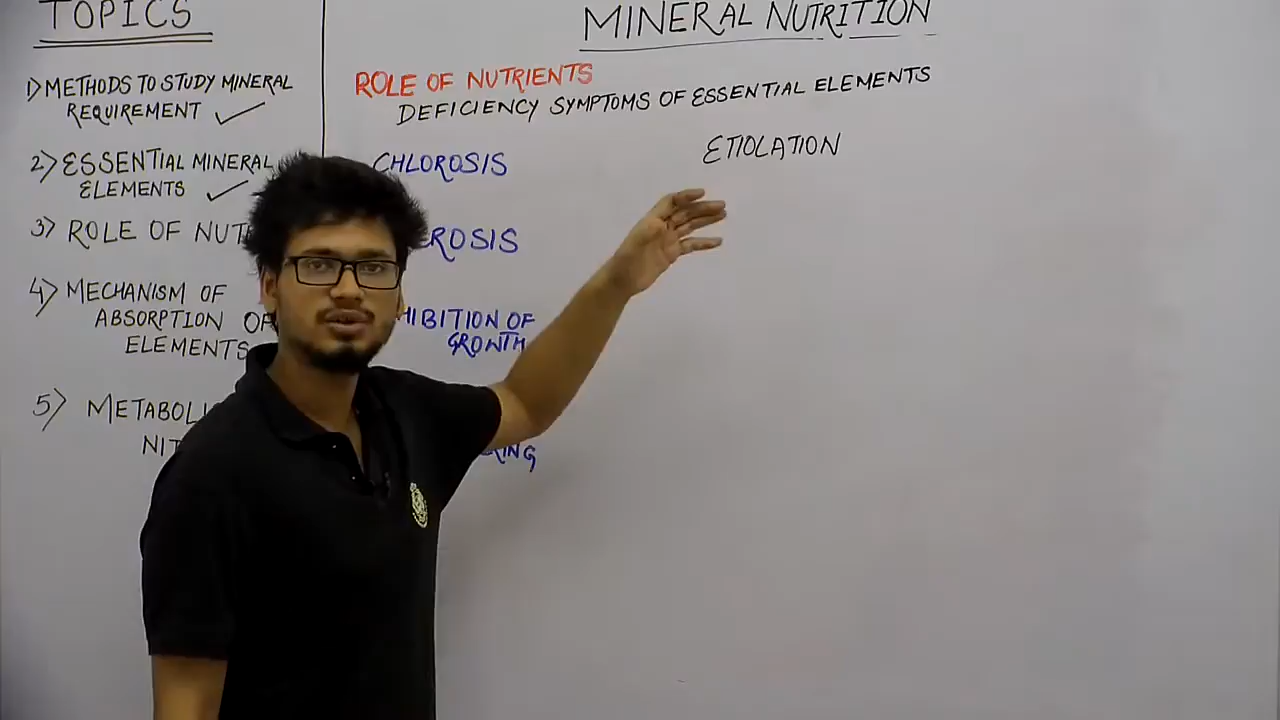 TOPICS
1) METHODS TO STUDY MINERAL
REQUIREMENT
2) ESSENTIAL MINERAL
ELEMENTS
3) ROLE OF NUT
4) MECHANISM OF
ABSORPTION OF
ELEMENTS
5) METABOL
NIT
MINERAL NUTRITION
ROLE OF NUTRIENTS
DEFICIENCY SYMPTOMS OF ESSENTIAL ELEMENTS
CHLOROSIS
ETIOLATION
ROSIS
HIBITION OF
GROWTH
RING